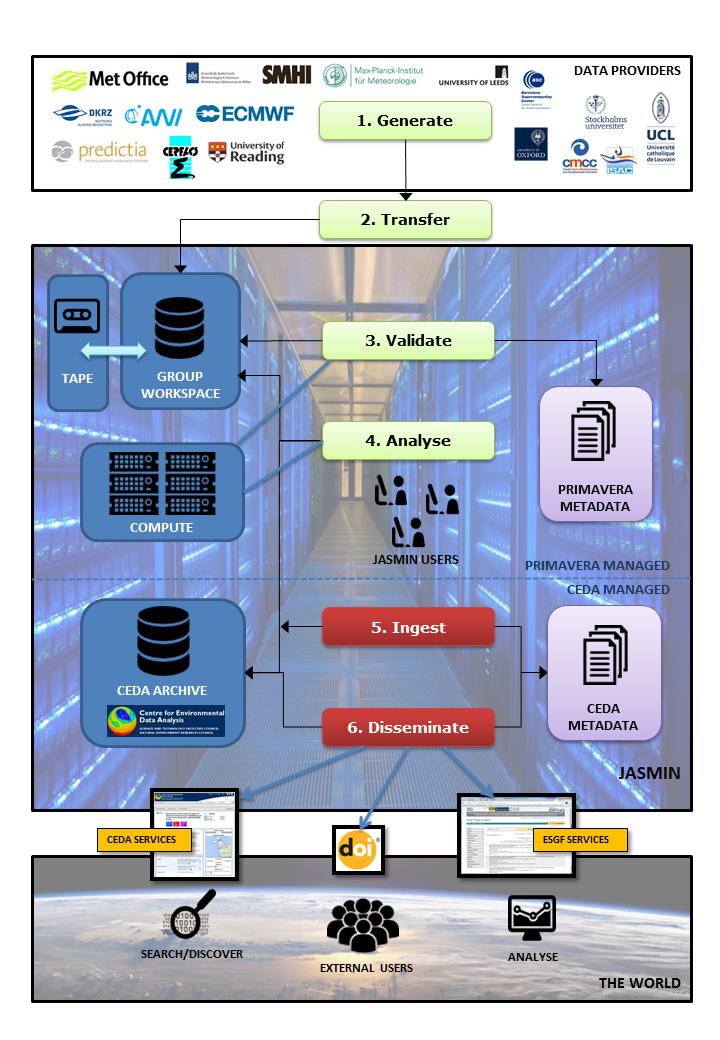 DATA PROVIDERS
Met Office
SMHI
Max-Planck-Institut
für Meteorologie
UNIVERSITY OF LEEDS
BSC
Barcelona
Supercomputing
Center
DKRZ
AWI
ECMWF
1. Generate
Stockholms
universitet
UCL
Université
catholique
de Louvain
predictia
CERFACS
University of
Reading
UNIVERSITY OF
OXFORD
cmcc
ISAC
2. Transfer
TAPE
GROUP
WORKSPACE
3. Validate
4. Analyse
COMPUTE
JASMIN USERS
PRIMAVERA
METADATA
PRIMAVERA MANAGED
CEDA MANAGED
5. Ingest
CEDA ARCHIVE
Centre for Environmental
Data Analysis
SCIENCE AND TECHNOLOGY FACILITIES COUNCIL
NATURAL ENVIRONMENT RESEARCH COUNCIL
6. Disseminate
CEDA
METADATA
JASMIN
CEDA SERVICES
doi
ESGF SERVICES
SEARCH/DISCOVER
EXTERNAL USERS
ANALYSE
THE WORLD